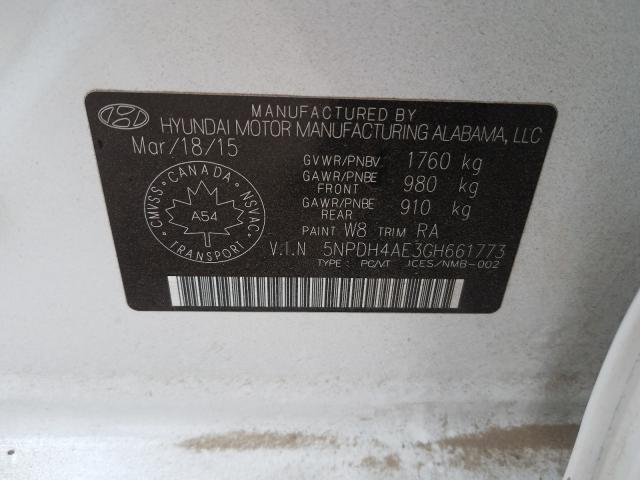 MANUFACTURED BY
HYUNDAI MOTOR MANUFACTURING ALABAMA, LLC
Mar/18/15
GVWR/PNBV 1760 kg
GAWR/PNBE FRONT 980 kg
GAWR/PNBE REAR 910 kg
PAINT W8 TRIM RA
CANADA
CMVSS NSVAC
A54
TRANSPORT
V.I.N 5NPDH4AE3GH661773
TYPE : PC/VT ICES/NMB-002